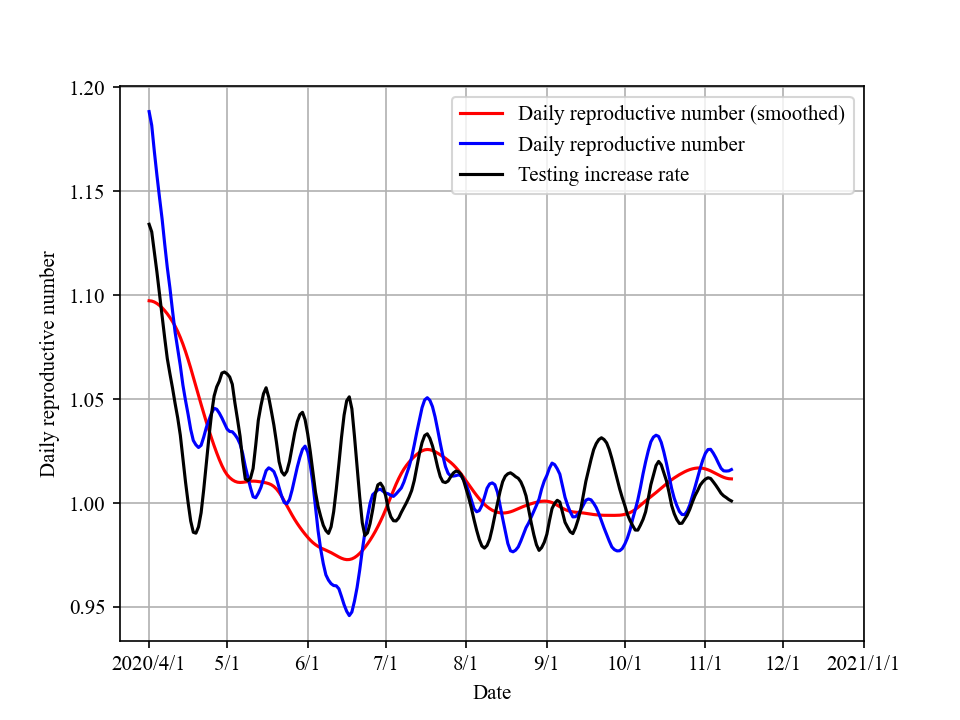 1.20
1.15
1.10
1.05
1.00
0.95
Daily reproductive number
Daily reproductive number (smoothed)
Daily reproductive number
Testing increase rate
2020/4/1 5/1 6/1 7/1 8/1 9/1 10/1 11/1 12/1 2021/1/1
Date